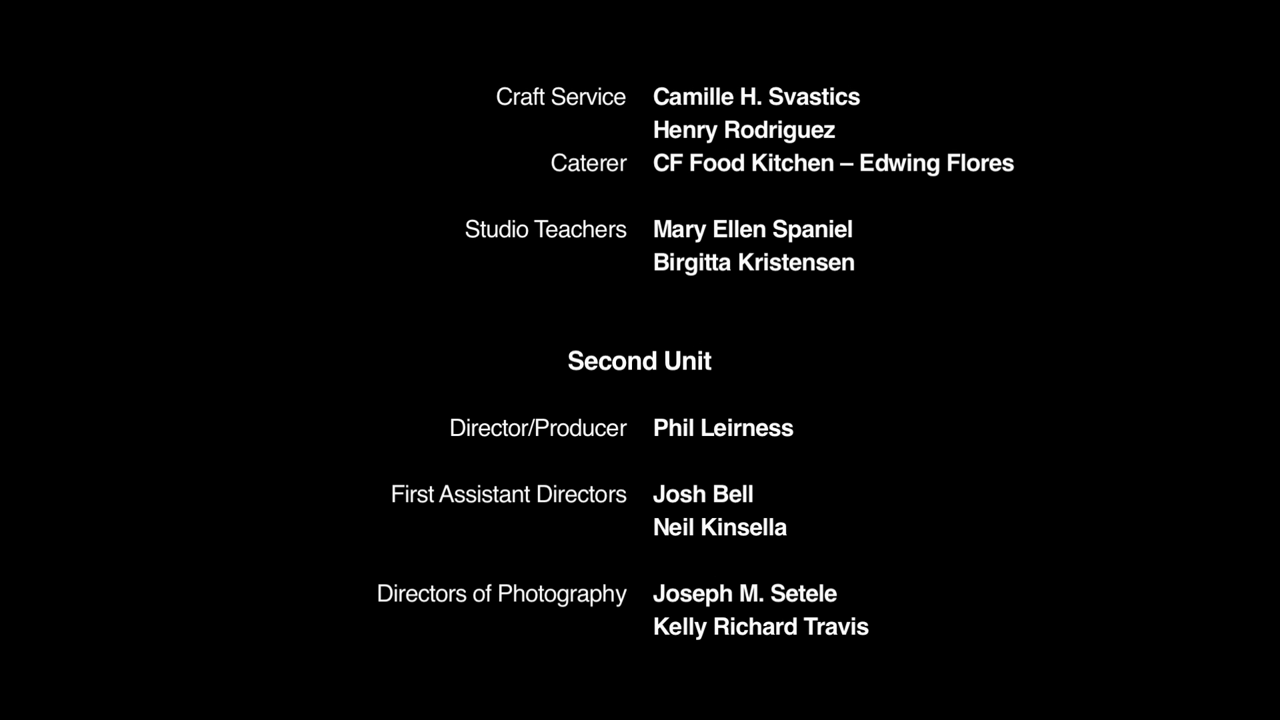 Craft Service Camille H. Svastics
Henry Rodriguez
Caterer CF Food Kitchen – Edwing Flores
Studio Teachers Mary Ellen Spaniel
Birgitta Kristensen
Second Unit
Director/Producer Phil Leirness
First Assistant Directors Josh Bell
Neil Kinsella
Directors of Photography Joseph M. Setele
Kelly Richard Travis